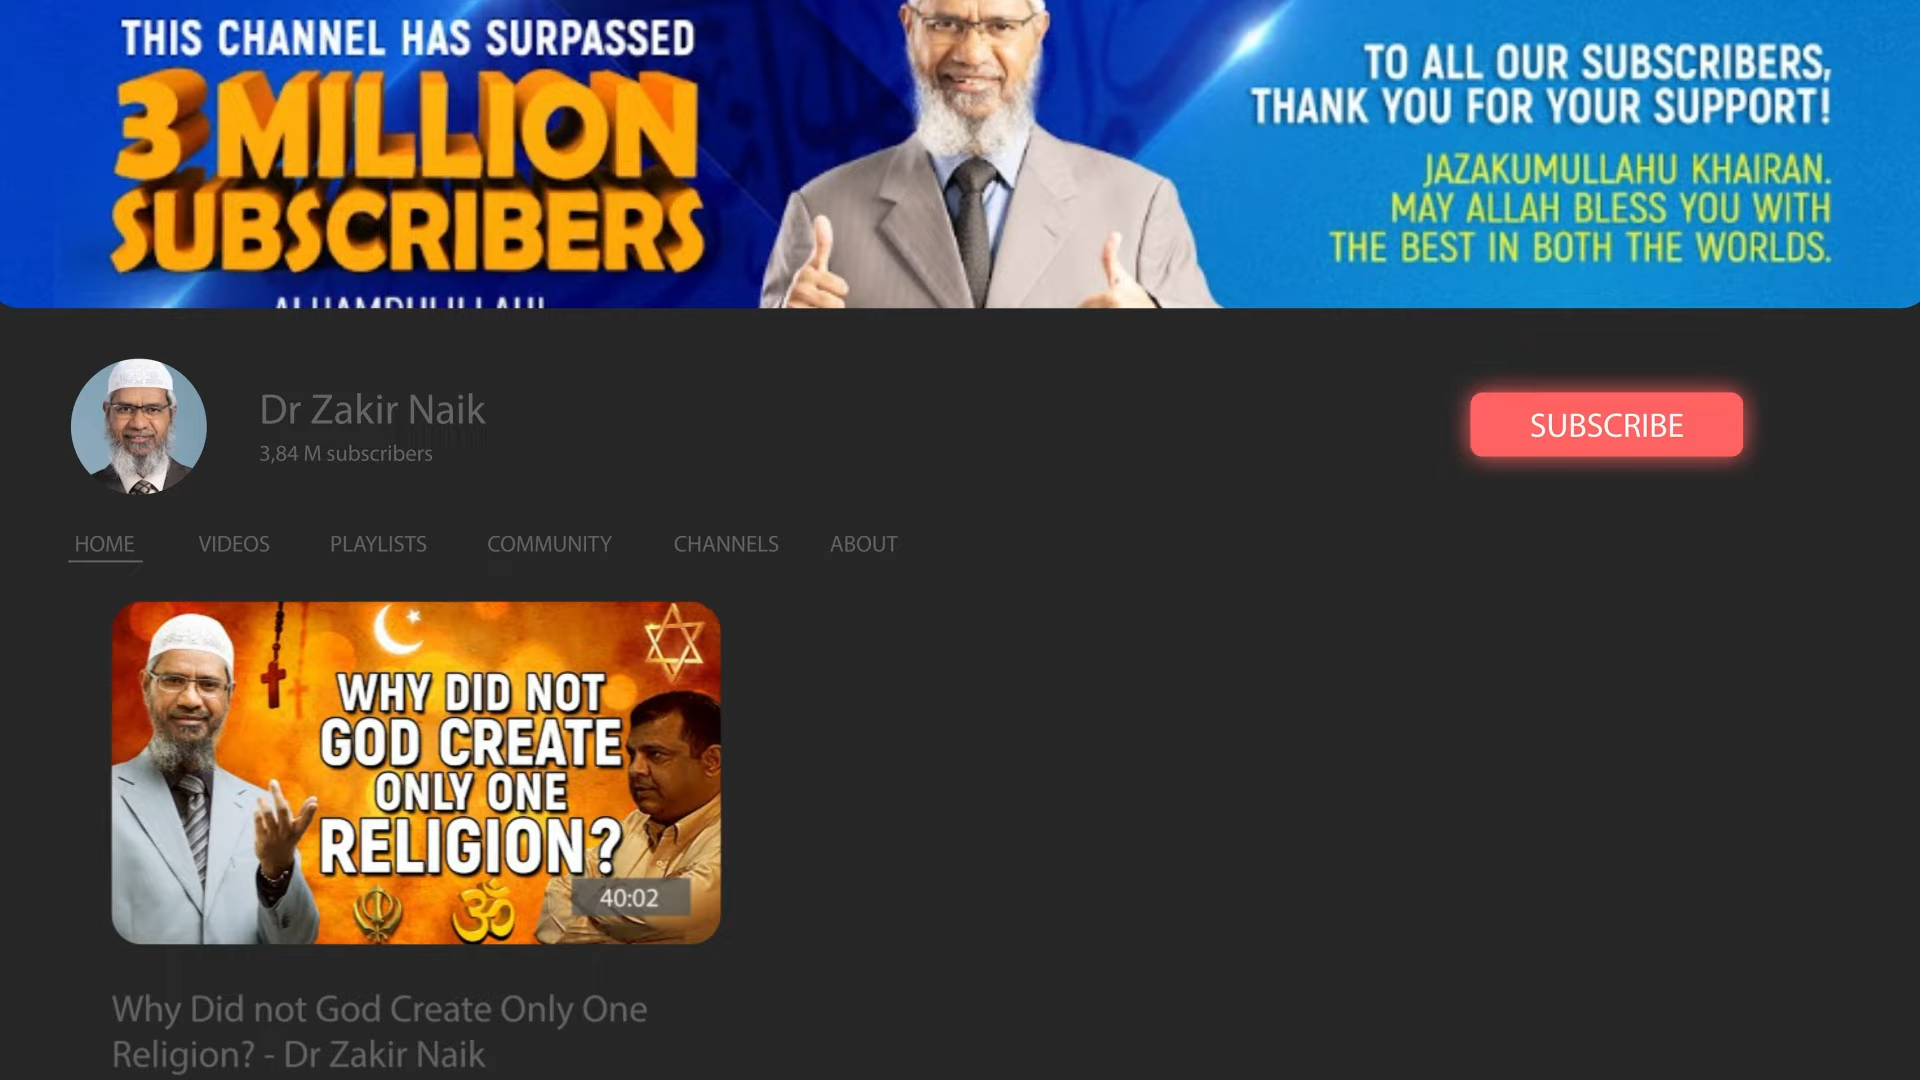 THIS CHANNEL HAS SURPASSED
3 MILLION
SUBSCRIBERS
ALHAMDULILLAH!
TO ALL OUR SUBSCRIBERS,
THANK YOU FOR YOUR SUPPORT!
JAZAKUMULLAHU KHAIRAN.
MAY ALLAH BLESS YOU WITH
THE BEST IN BOTH THE WORLDS.
Dr Zakir Naik
3,84 M subscribers
SUBSCRIBE
HOME VIDEOS PLAYLISTS COMMUNITY CHANNELS ABOUT
WHY DID NOT
GOD CREATE
ONLY ONE
RELIGION?
ॐ
40:02
Why Did not God Create Only One
Religion? - Dr Zakir Naik